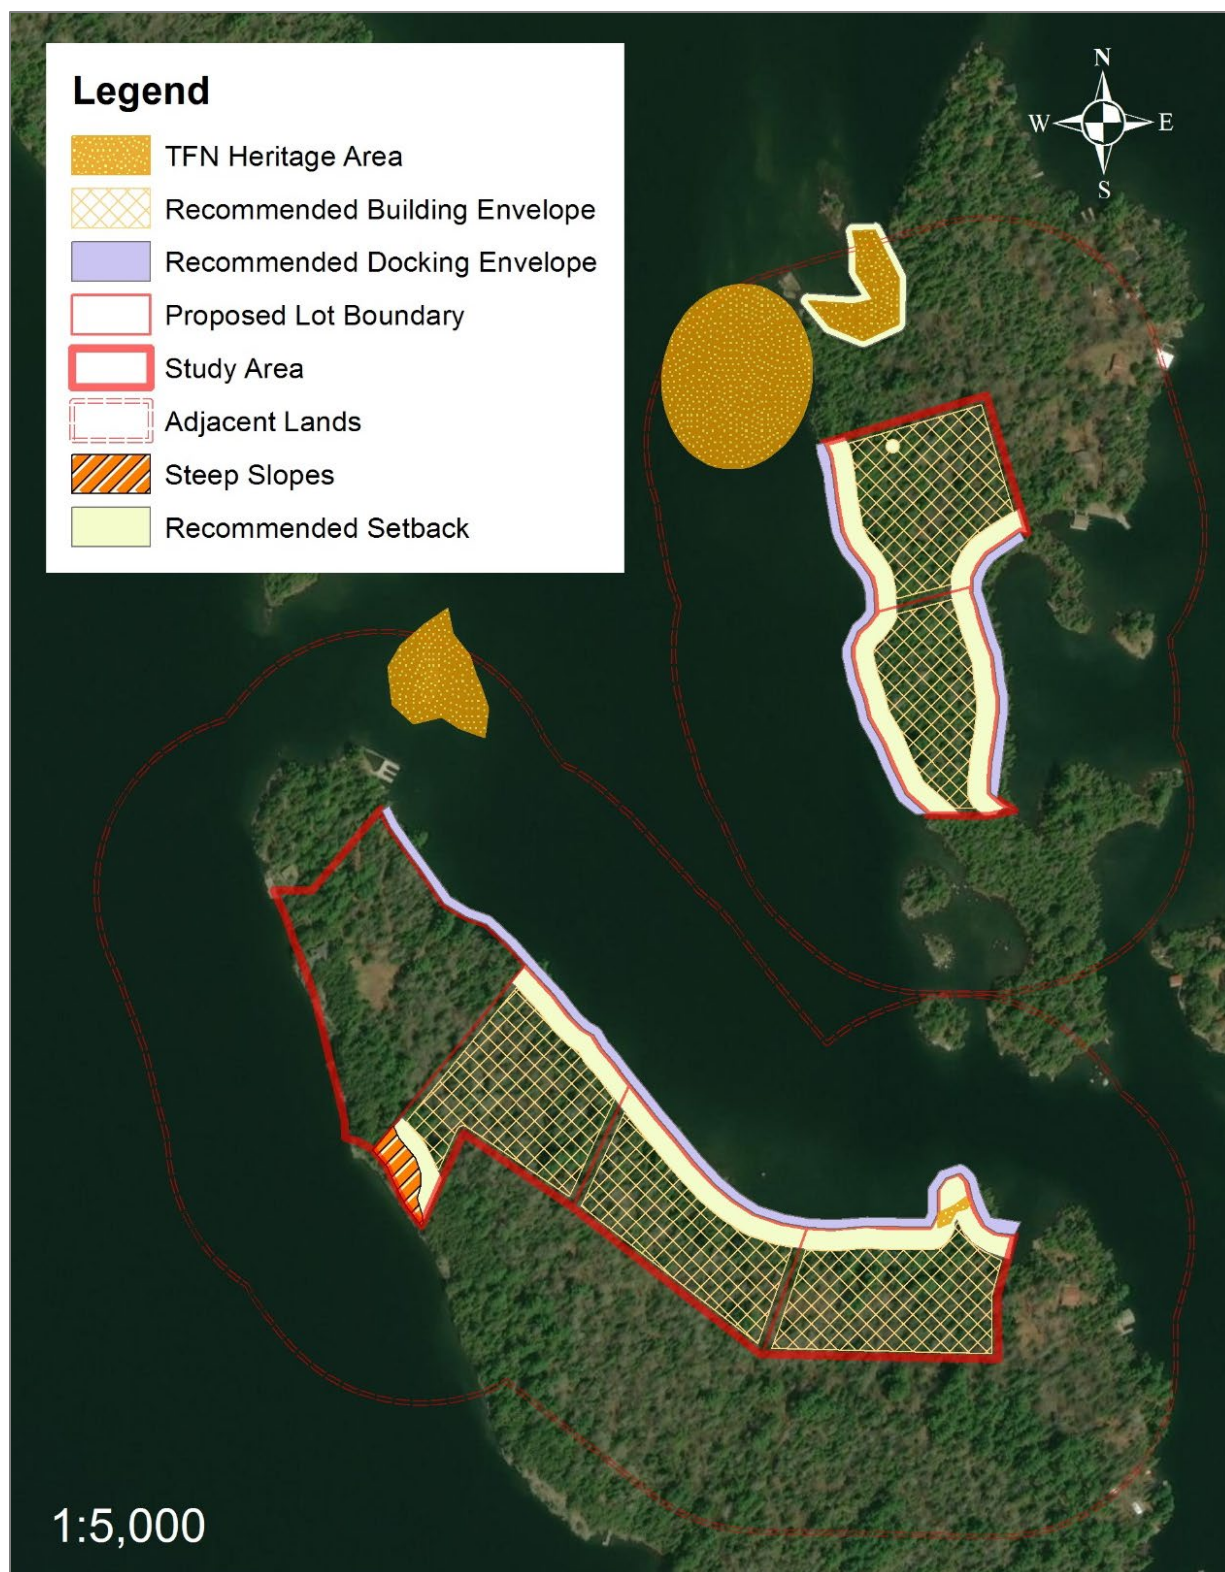 Legend
TFN Heritage Area
Recommended Building Envelope
Recommended Docking Envelope
Proposed Lot Boundary
Study Area
Adjacent Lands
Steep Slopes
Recommended Setback
N
W E
S
1:5,000